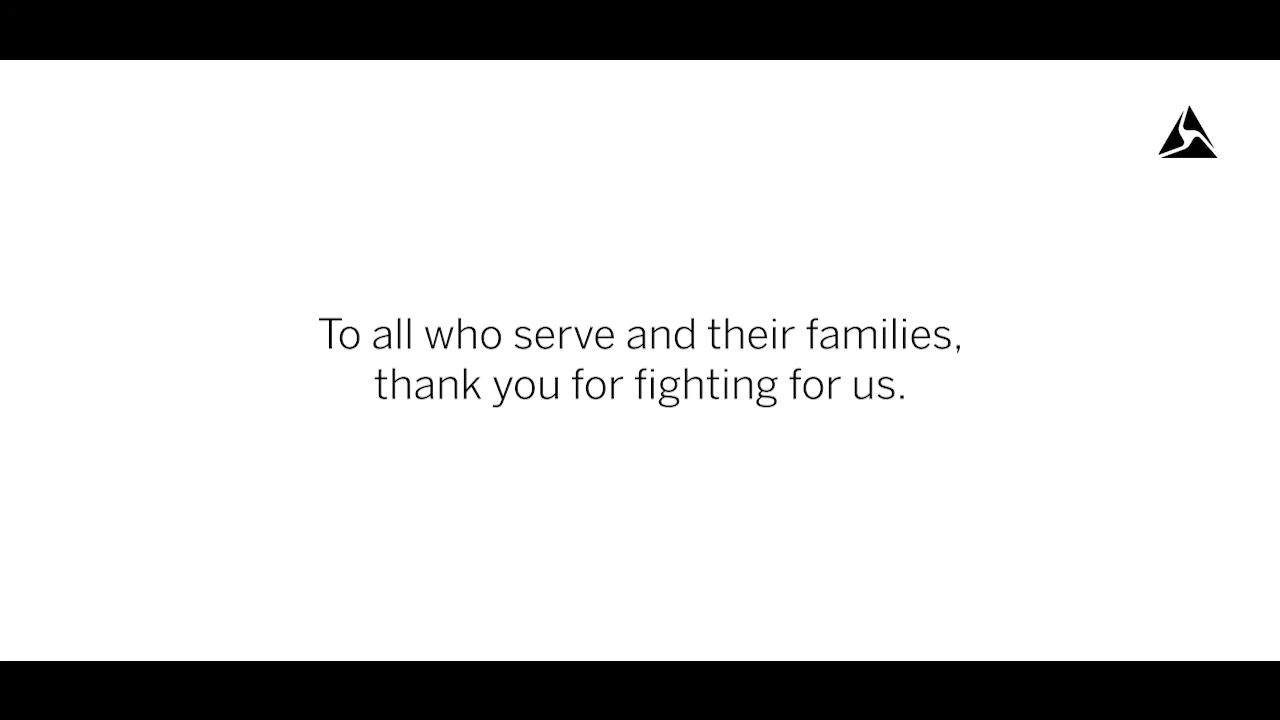 To all who serve and their families,
thank you for fighting for us.